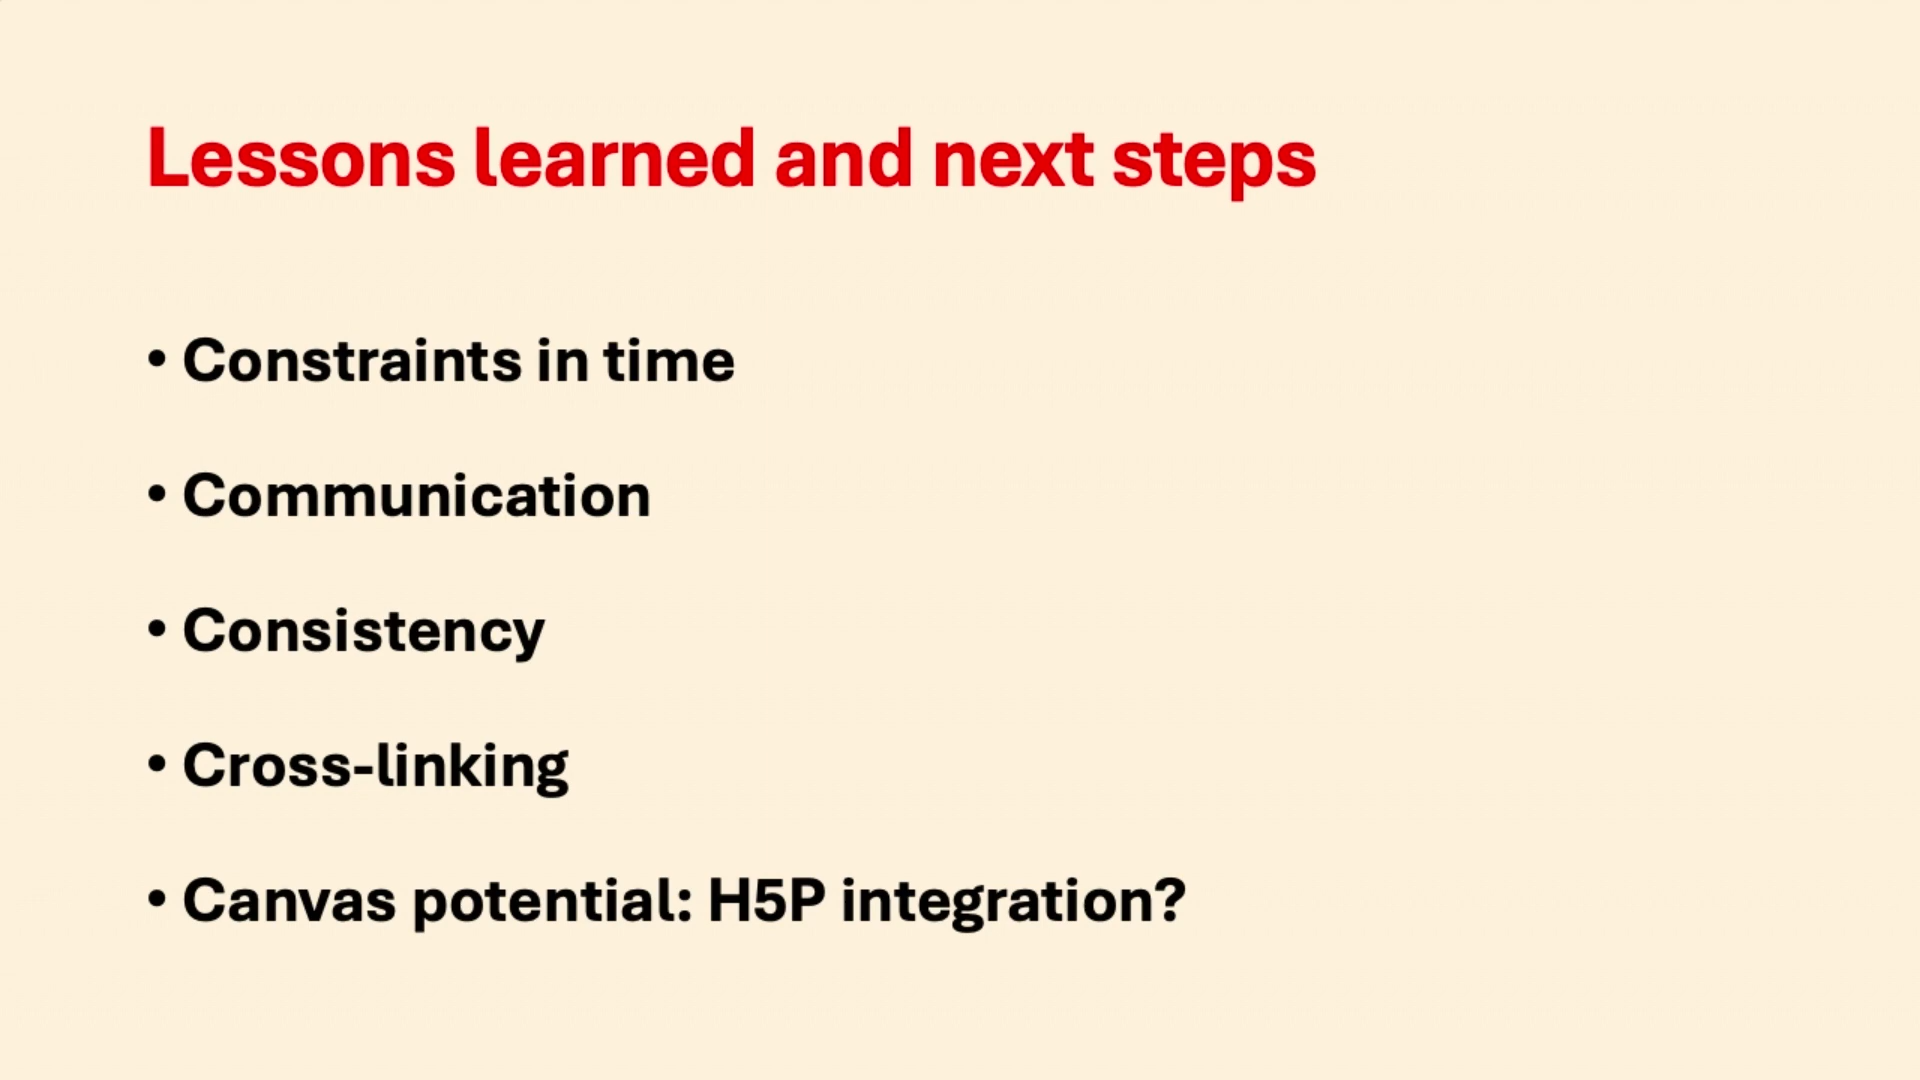 Lessons learned and next steps
• Constraints in time
• Communication
• Consistency
• Cross-linking
• Canvas potential: H5P integration?